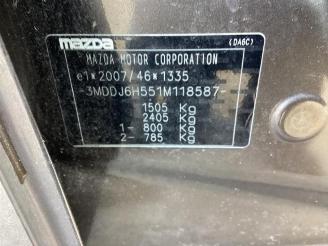 mazda
(DA6C)
MAZDA MOTOR CORPORATION
e1*2007/46*1335
-3MDDJ6H551M118587-
1505 Kg
2405 Kg
1- 800 Kg
2- 785 Kg